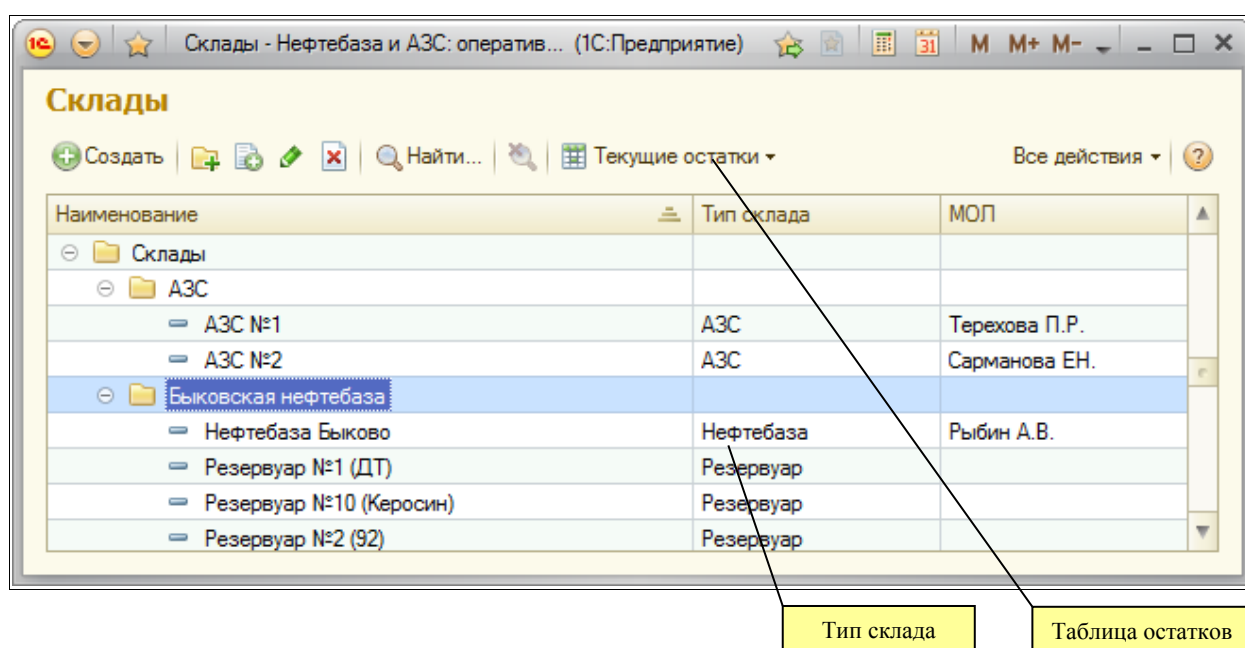 1С Склады - Нефтебаза и АЗС: оператив... (1С:Предприятие) 31 M M+ M-
Склады
Создать Найти... Текущие остатки Все действия ?
Наименование Тип склада МОЛ
Склады
АЗС
АЗС №1 АЗС Терехова П.Р.
АЗС №2 АЗС Сарманова ЕН.
Быковская нефтебаза
Нефтебаза Быково Нефтебаза Рыбин А.В.
Резервуар №1 (ДТ) Резервуар
Резервуар №10 (Керосин) Резервуар
Резервуар №2 (92) Резервуар
Тип склада Таблица остатков